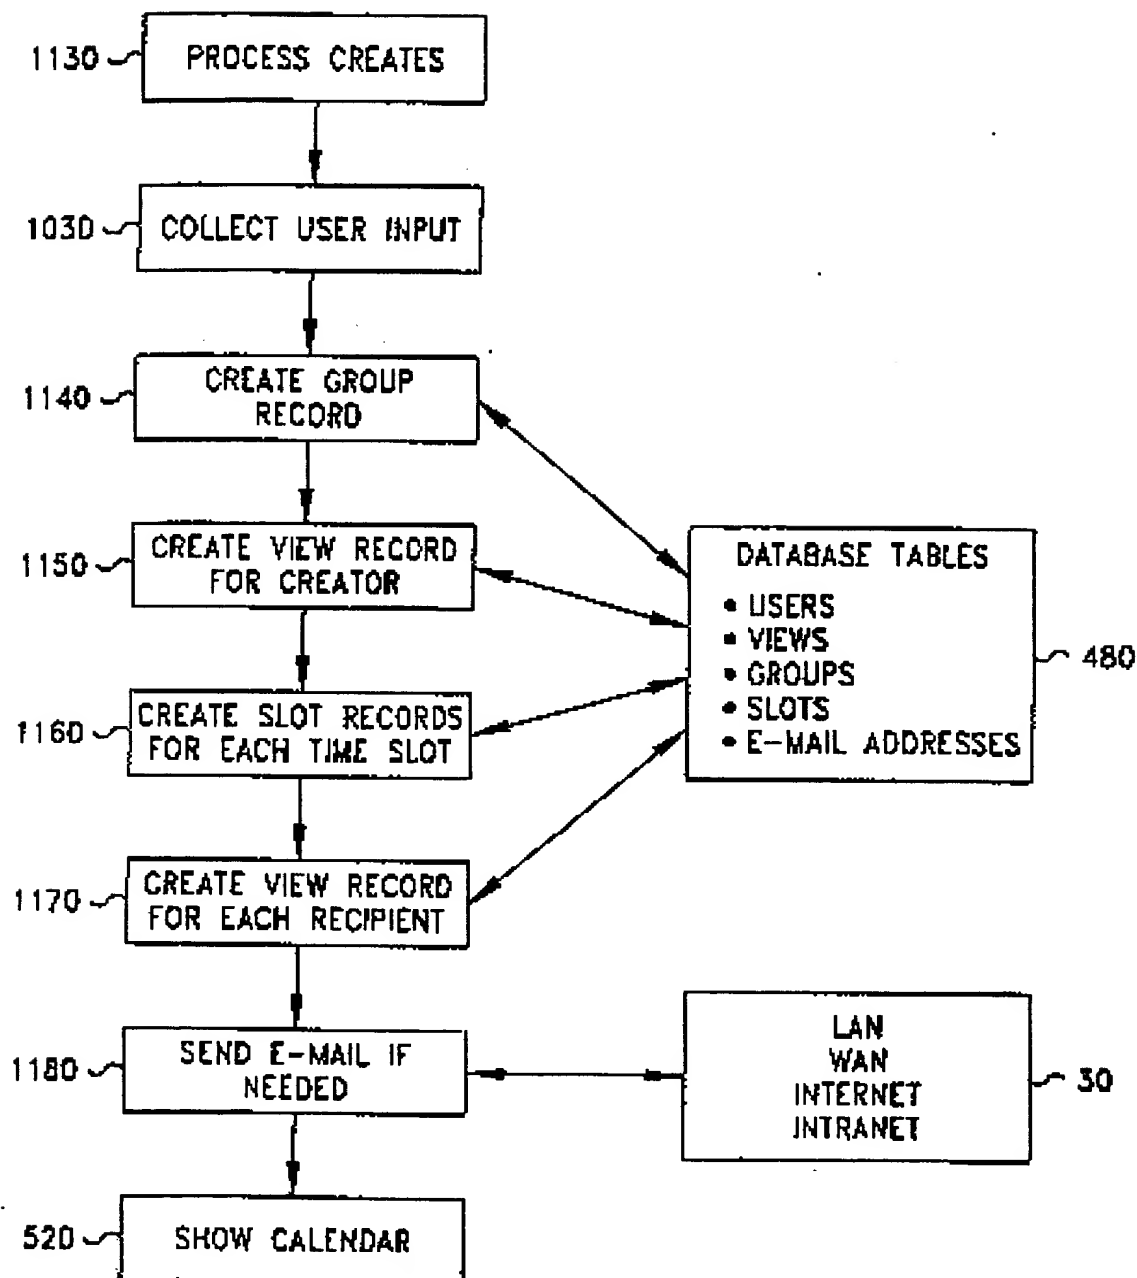 1130
PROCESS CREATES
1030
COLLECT USER INPUT
1140
CREATE GROUP
RECORD
1150
CREATE VIEW RECORD
FOR CREATOR
1160
CREATE SLOT RECORDS
FOR EACH TIME SLOT
1170
CREATE VIEW RECORD
FOR EACH RECIPIENT
1180
SEND E-MAIL IF
NEEDED
520
SHOW CALENDAR
DATABASE TABLES
• USERS
• VIEWS
• GROUPS
• SLOTS
• E-MAIL ADDRESSES
480
LAN
WAN
INTERNET
INTRANET
30